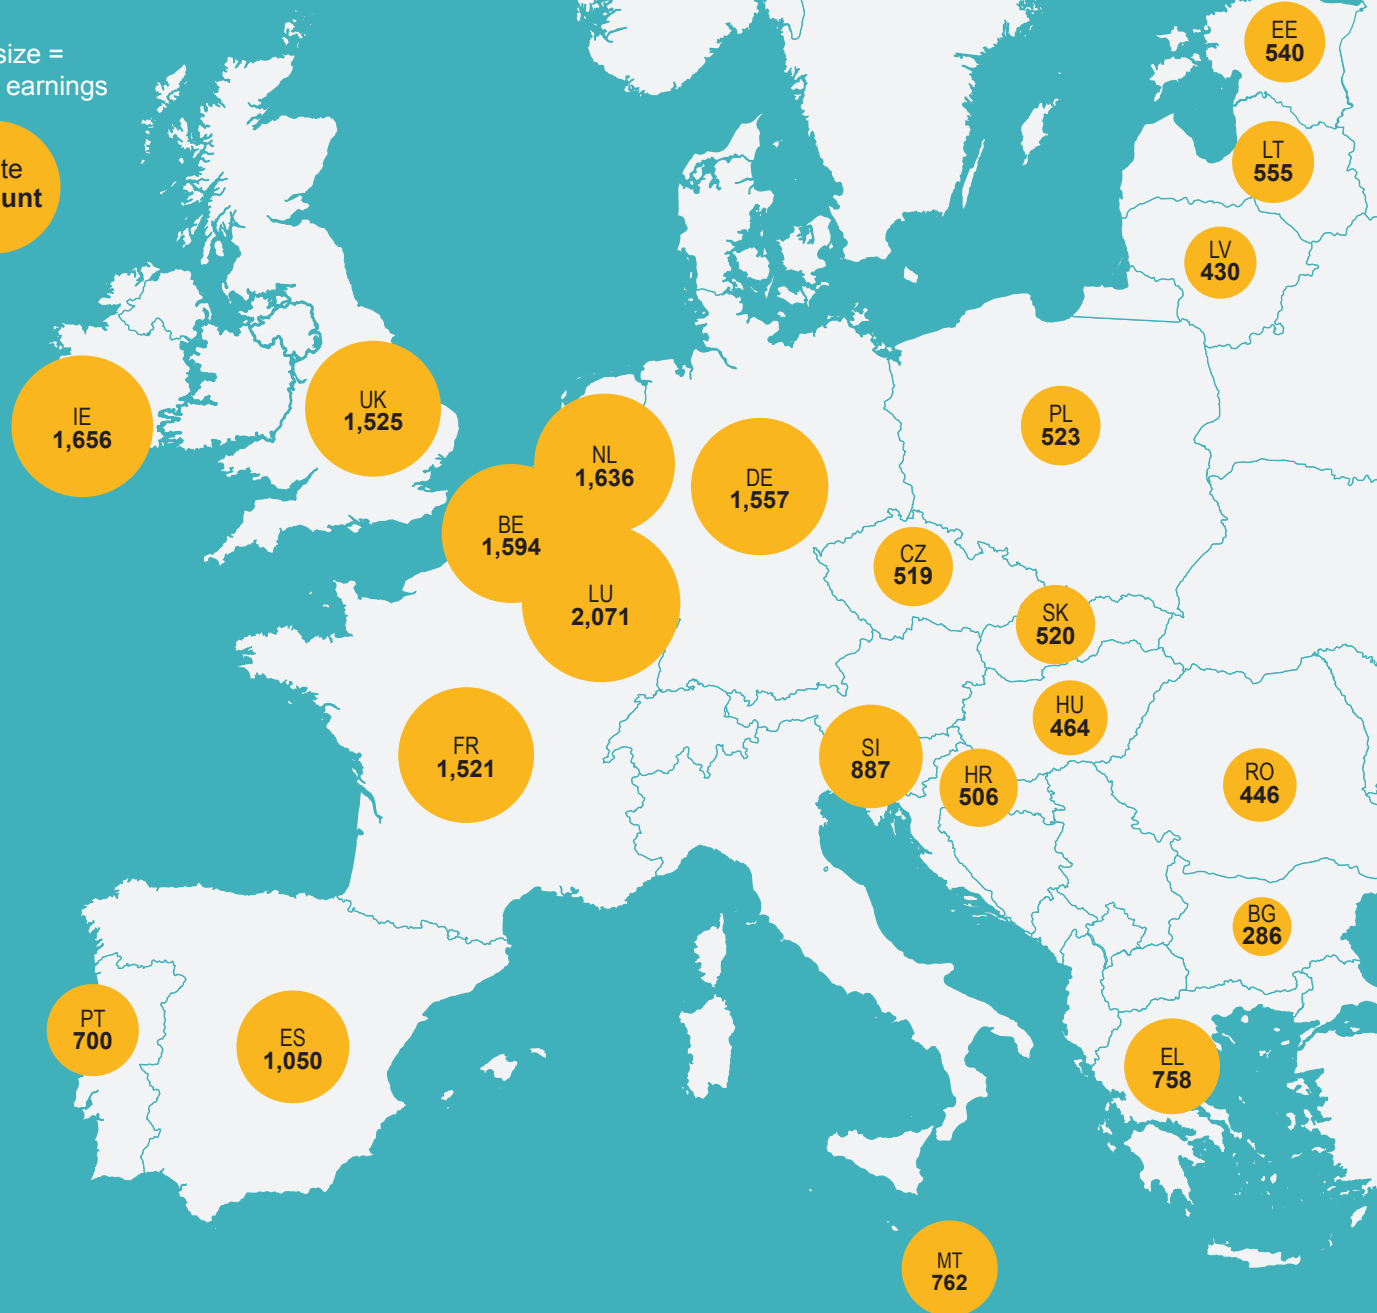 size =
earnings
te
unt
EE
540
LT
555
LV
430
IE
1,656
UK
1,525
NL
1,636
DE
1,557
PL
523
BE
1,594
CZ
519
LU
2,071
SK
520
HU
464
FR
1,521
SI
887
HR
506
RO
446
BG
286
PT
700
ES
1,050
EL
758
MT
762